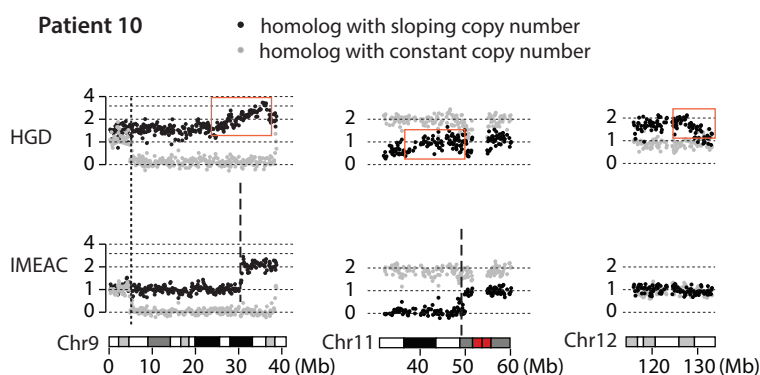 Patient 10
homolog with sloping copy number
homolog with constant copy number
HGD
4
2
1
0
2
1
0
2
1
0
IMEAC
4
2
1
0
2
1
0
2
1
0
Chr9
Chr11
Chr12
0 10 20 30 40 (Mb)
40 50 60 (Mb)
120 130 (Mb)